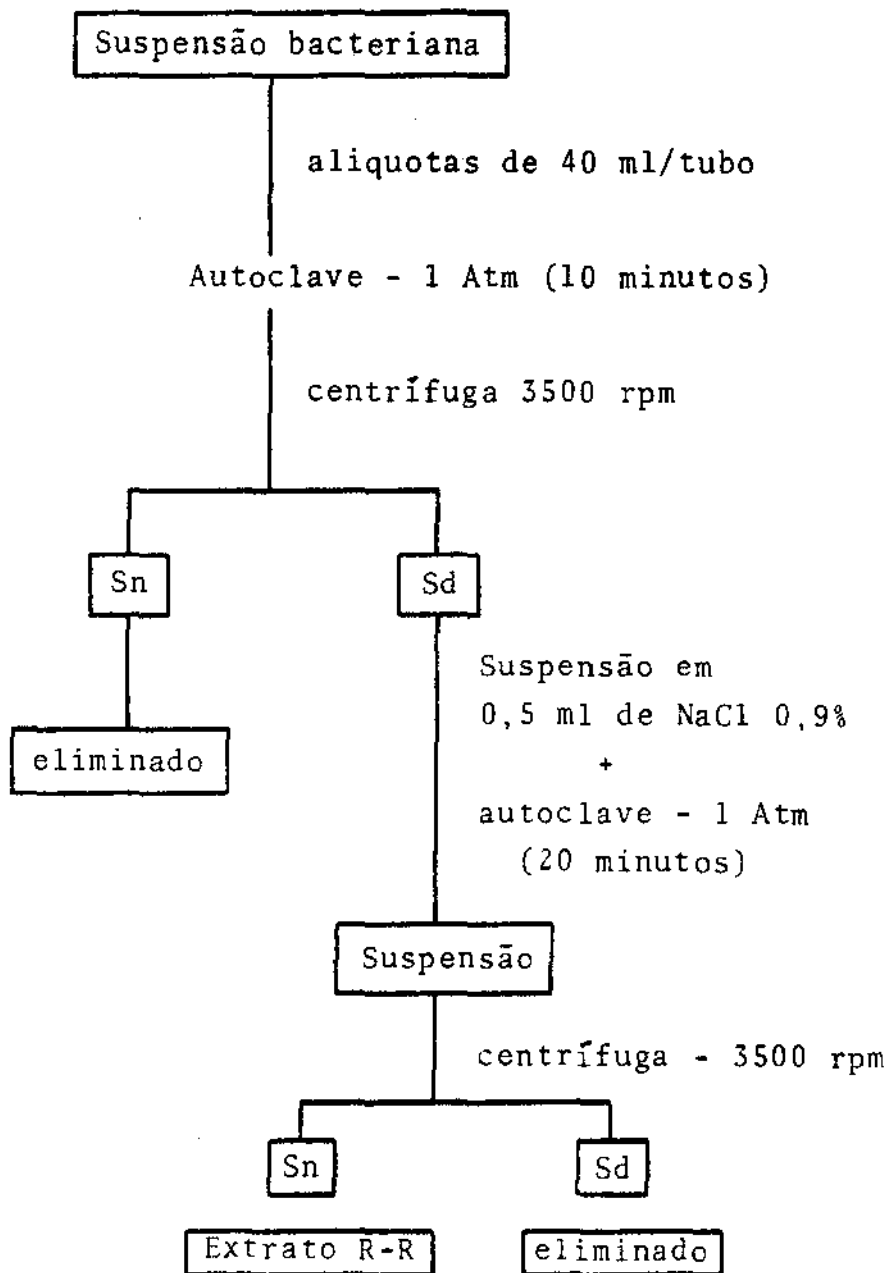 Suspensão bacteriana
aliquotas de 40 ml/tubo
Autoclave - 1 Atm (10 minutos)
centrífuga 3500 rpm
Sn
Sd
Suspensão em
0,5 ml de NaCl 0,9%
+
autoclave - 1 Atm
(20 minutos)
eliminado
Suspensão
centrífuga - 3500 rpm
Sn
Sd
Extrato R-R
eliminado